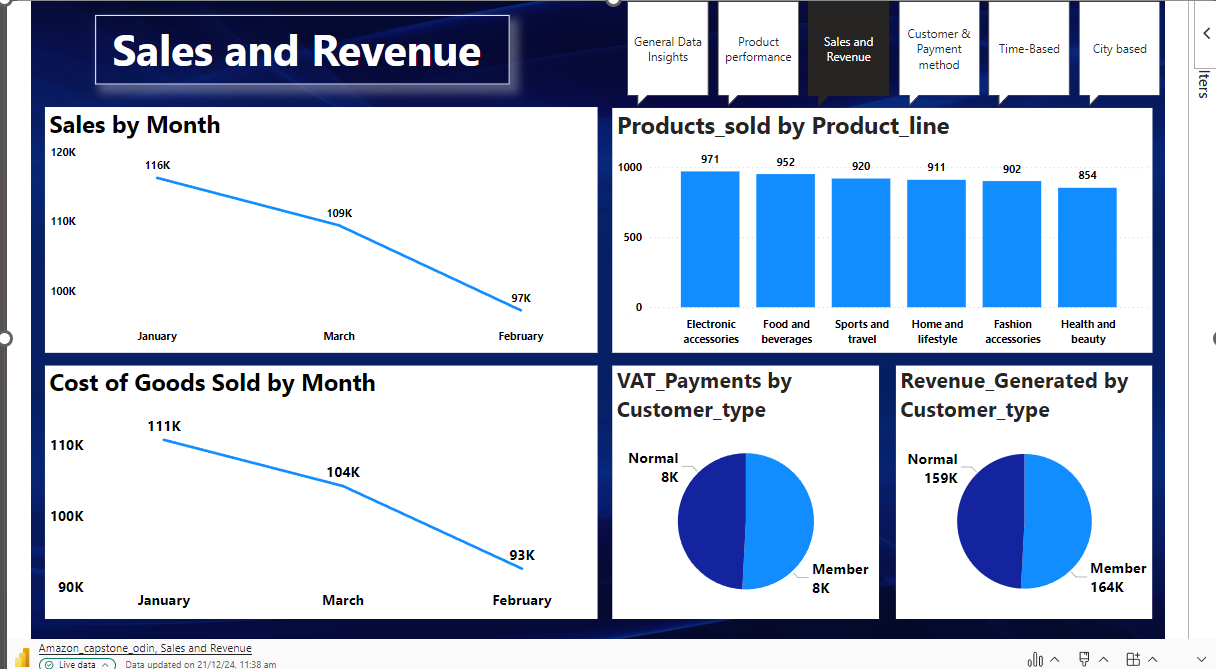 Sales and Revenue
General Data
Insights
Product
performance
Sales and
Revenue
Customer &
Payment
method
Time-Based
City based
lters
Sales by Month
120K
116K
109K
110K
100K
97K
January
March
February
Products_sold by Product_line
1000
971
952
920
911
902
854
500
0
Electronic
accessories
Food and
beverages
Sports and
travel
Home and
lifestyle
Fashion
accessories
Health and
beauty
Cost of Goods Sold by Month
111K
110K
104K
100K
93K
90K
January
March
February
VAT_Payments by
Customer_type
Normal
8K
Member
8K
Revenue_Generated by
Customer_type
Normal
159K
Member
164K
Amazon_capstone_odin, Sales and Revenue
Live data
Data updated on 21/12/24, 11:38 am